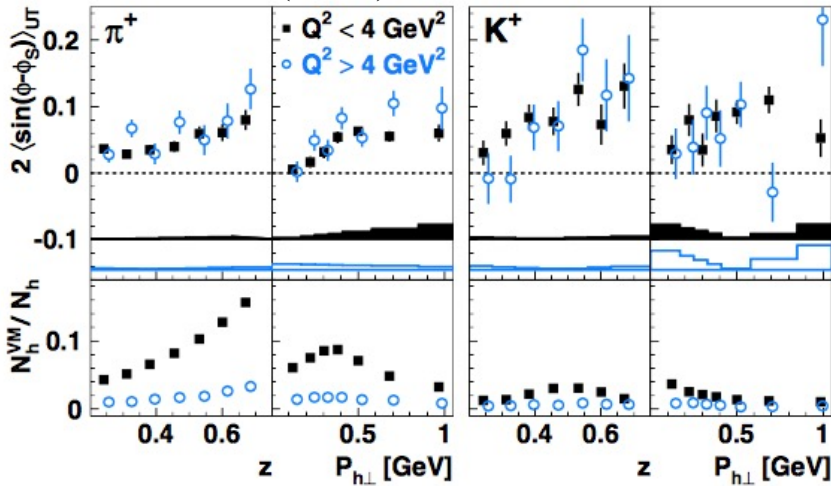 π+ ■ Q² < 4 GeV² K+
○ Q² > 4 GeV²
2 ⟨sin(φ-φS)⟩UT
0.2
0.1
0
-0.1
NhVM / Nh
0.1
0
0.4 0.6 0.5 1 0.4 0.6 0.5 1
z Ph⊥ [GeV] z Ph⊥ [GeV]